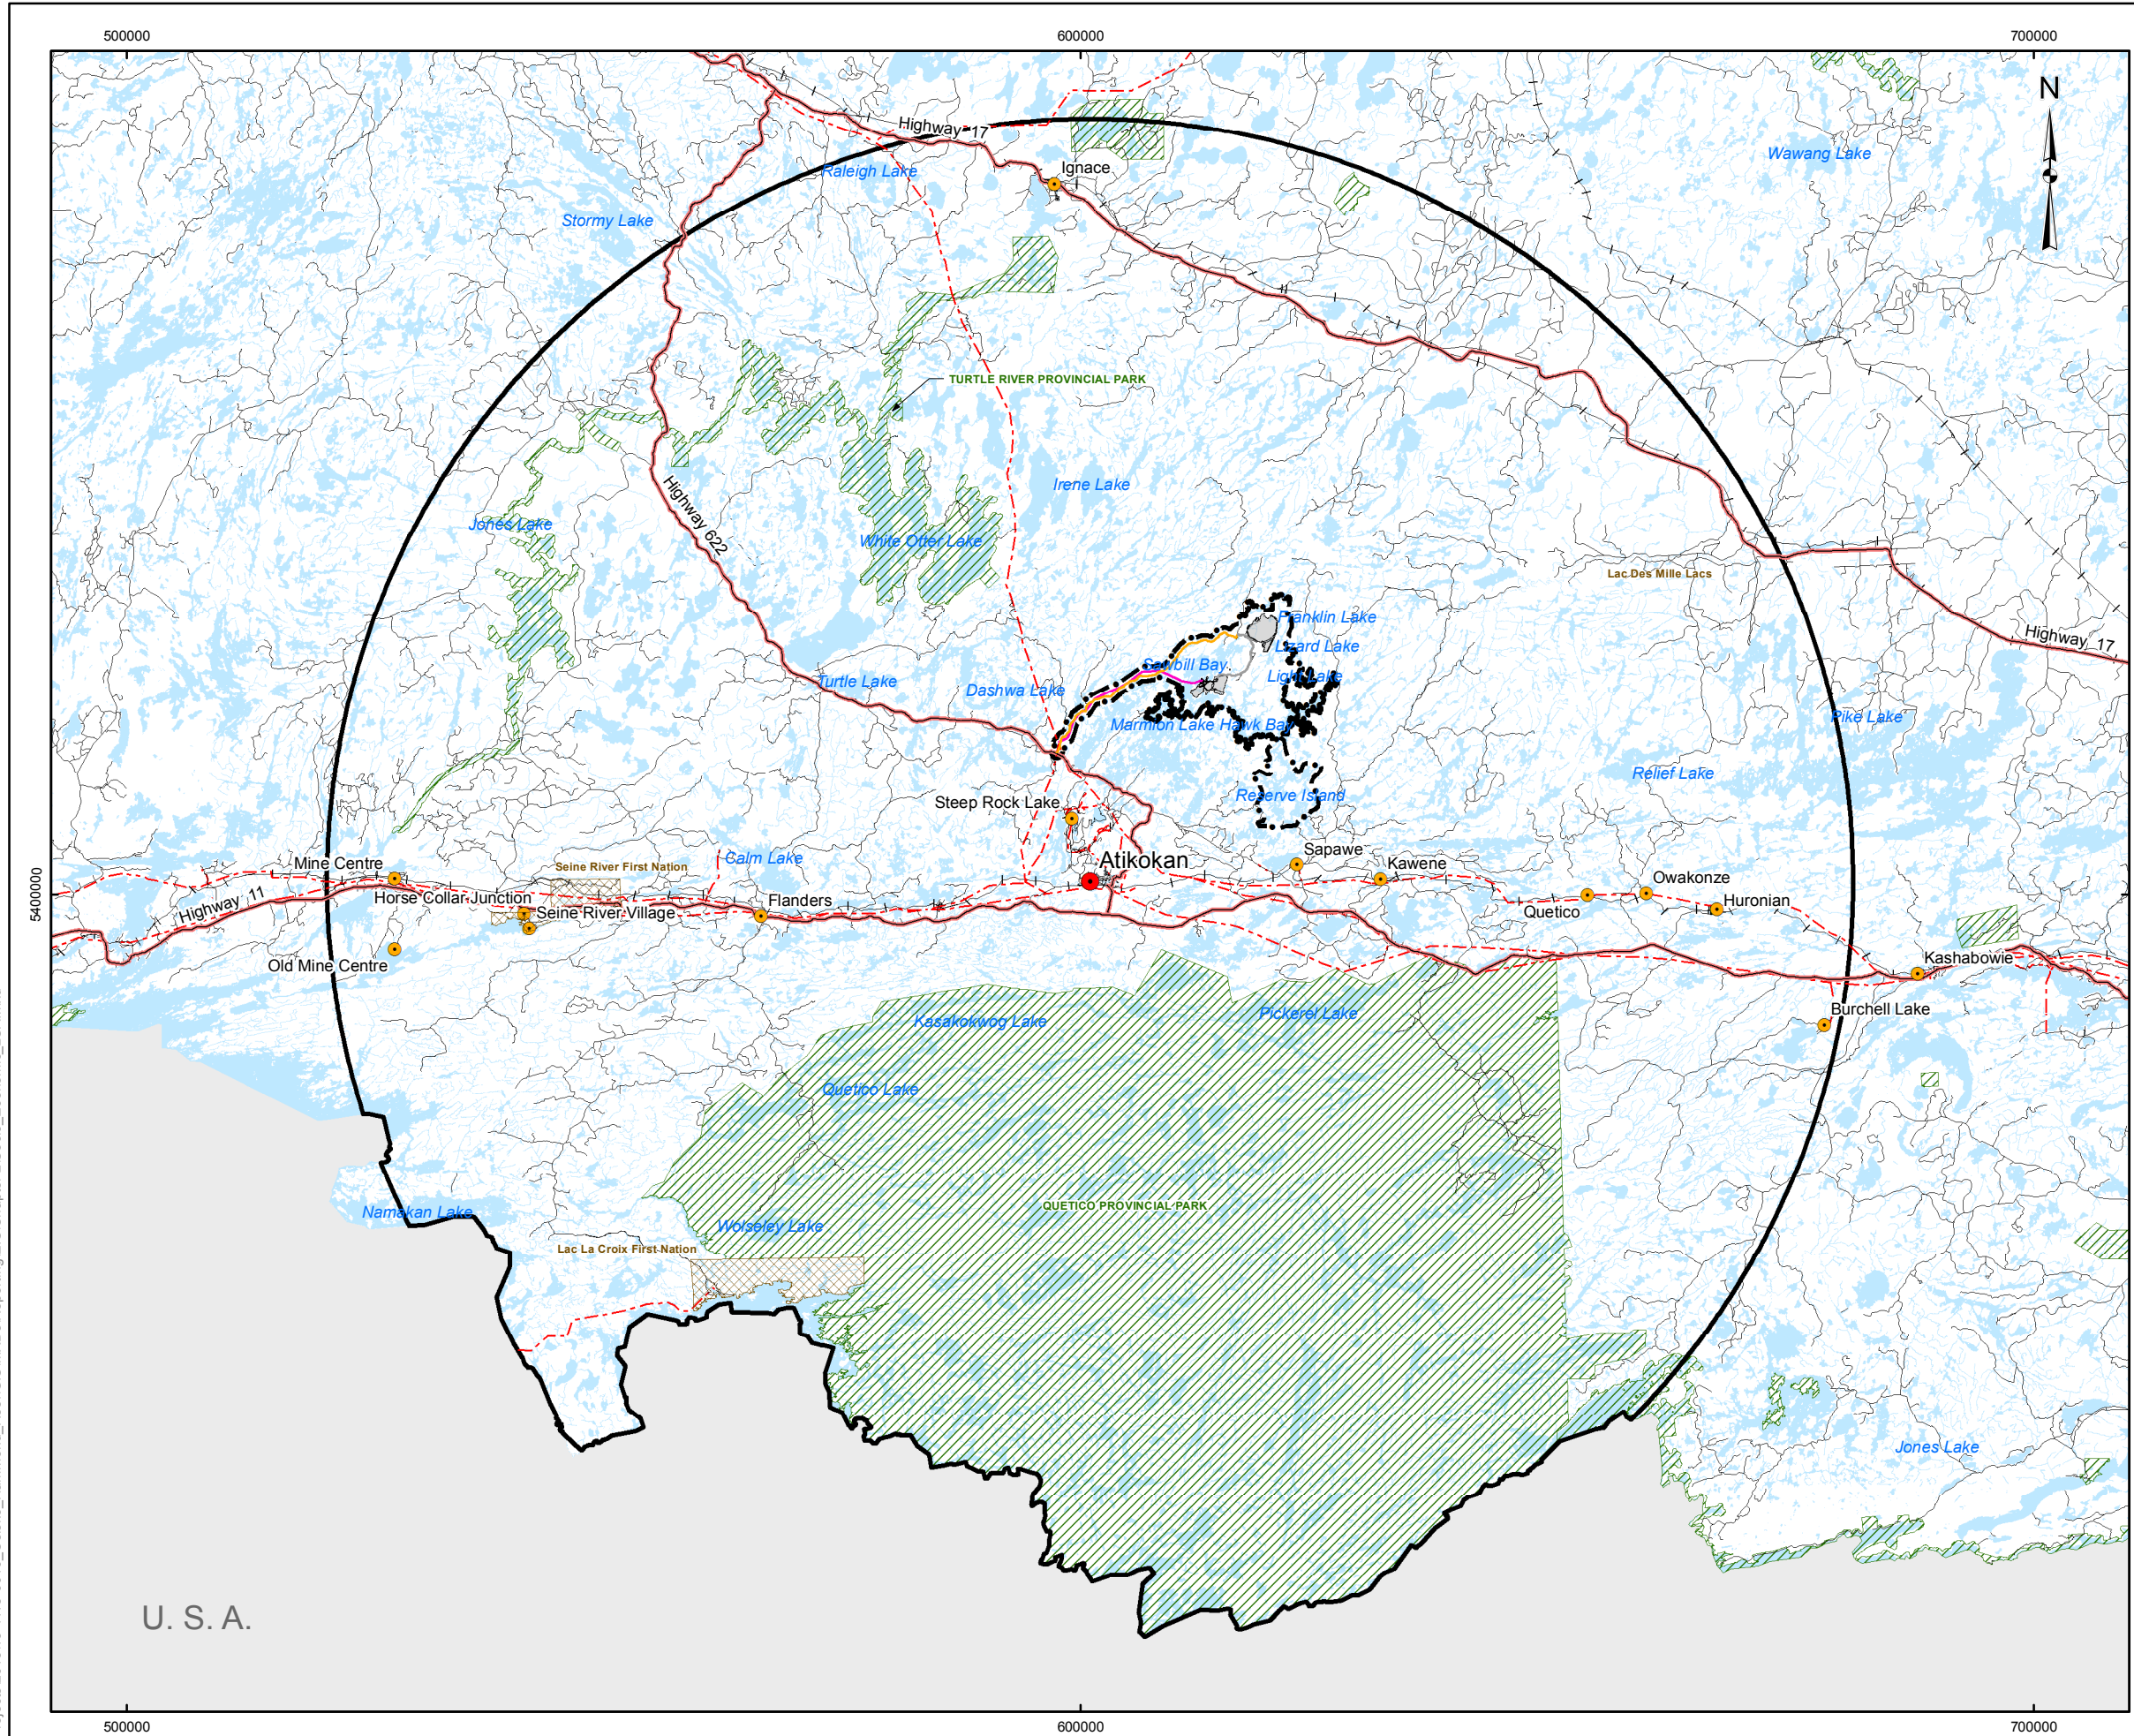 500000
600000
700000
N
Highway 17
Wawang Lake
Raleigh Lake
Ignace
Stormy Lake
TURTLE RIVER PROVINCIAL PARK
Irene Lake
Highway 622
Jones Lake
White Otter Lake
Lac Des Mille Lacs
Franklin Lake
Highway 17
Lizard Lake
Sawbill Bay
Light Lake
Turtle Lake
Dashwa Lake
Marmion Lake
Hawk Bay
Pike Lake
Relief Lake
Reserve Island
Steep Rock Lake
Sapawe
Atikokan
Kawene
Calm Lake
Mine Centre
Seine River First Nation
Owakonze
5400000
Highway 11
Horse Collar Junction
Flanders
Huronian
Seine River Village
Quetico
Kashabowie
Old Mine Centre
Burchell Lake
Pickerel Lake
Kasakokwog Lake
Quetico Lake
QUETICO PROVINCIAL PARK
Namakan Lake
Wolseley Lake
Lac La Croix First Nation
Jones Lake
U. S. A.
500000
600000
700000